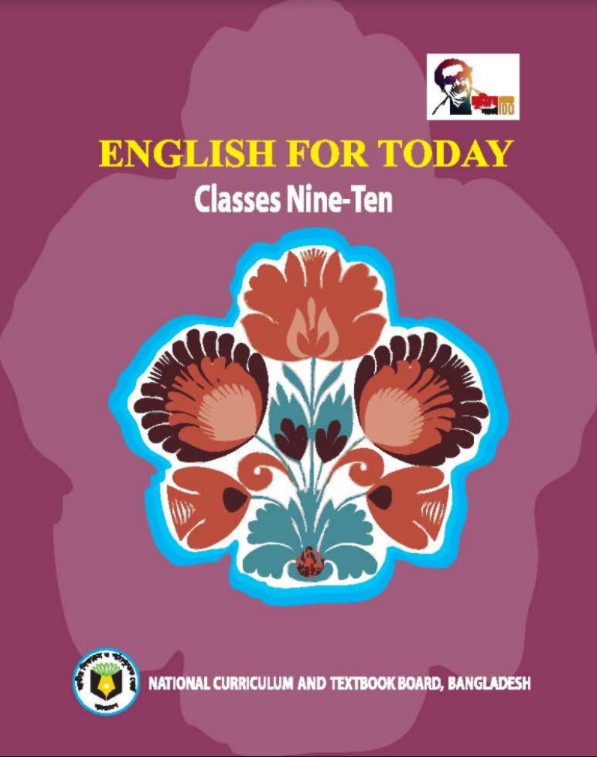 ENGLISH FOR TODAY
Classes Nine-Ten
NATIONAL CURRICULUM AND TEXTBOOK BOARD, BANGLADESH